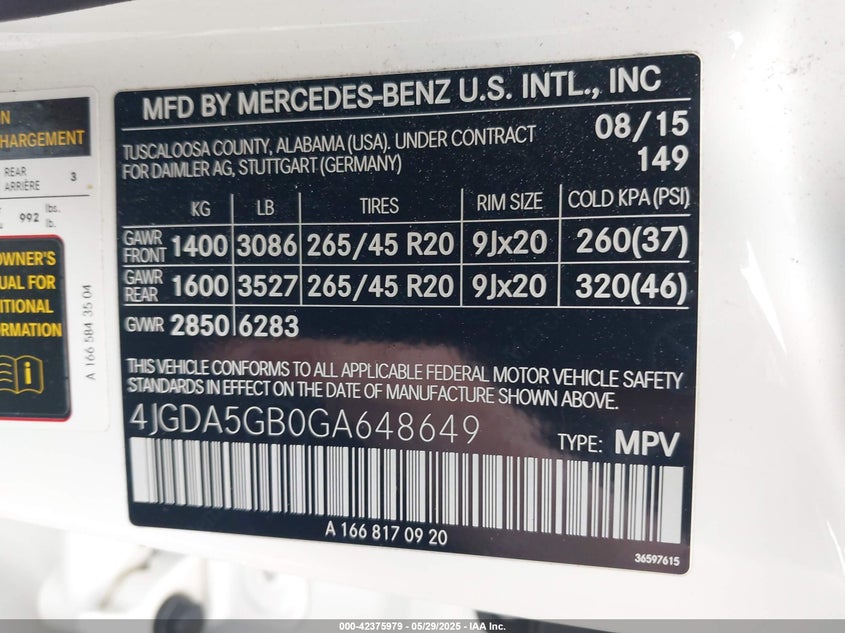 N
HARGEMENT
REAR
ARRIÈRE 3
992 lbs.
lb.
OWNER'S
UAL FOR
ITIONAL
ORMATION
A 166 584 35 04
MFD BY MERCEDES-BENZ U.S. INTL., INC
TUSCALOOSA COUNTY, ALABAMA (USA). UNDER CONTRACT
FOR DAIMLER AG, STUTTGART (GERMANY)
08/15
149
KG LB TIRES RIM SIZE COLD KPA (PSI)
GAWR FRONT 1400 3086 265/45 R20 9Jx20 260(37)
GAWR REAR 1600 3527 265/45 R20 9Jx20 320(46)
GVWR 2850 6283
THIS VEHICLE CONFORMS TO ALL APPLICABLE FEDERAL MOTOR VEHICLE SAFETY
STANDARDS IN EFFECT ON THE DATE OF MANUFACTURE SHOWN ABOVE.
4JGDA5GB0GA648649
TYPE: MPV
A 166 817 09 20
36597615
000-42375979 - 05/29/2025 - IAA Inc.